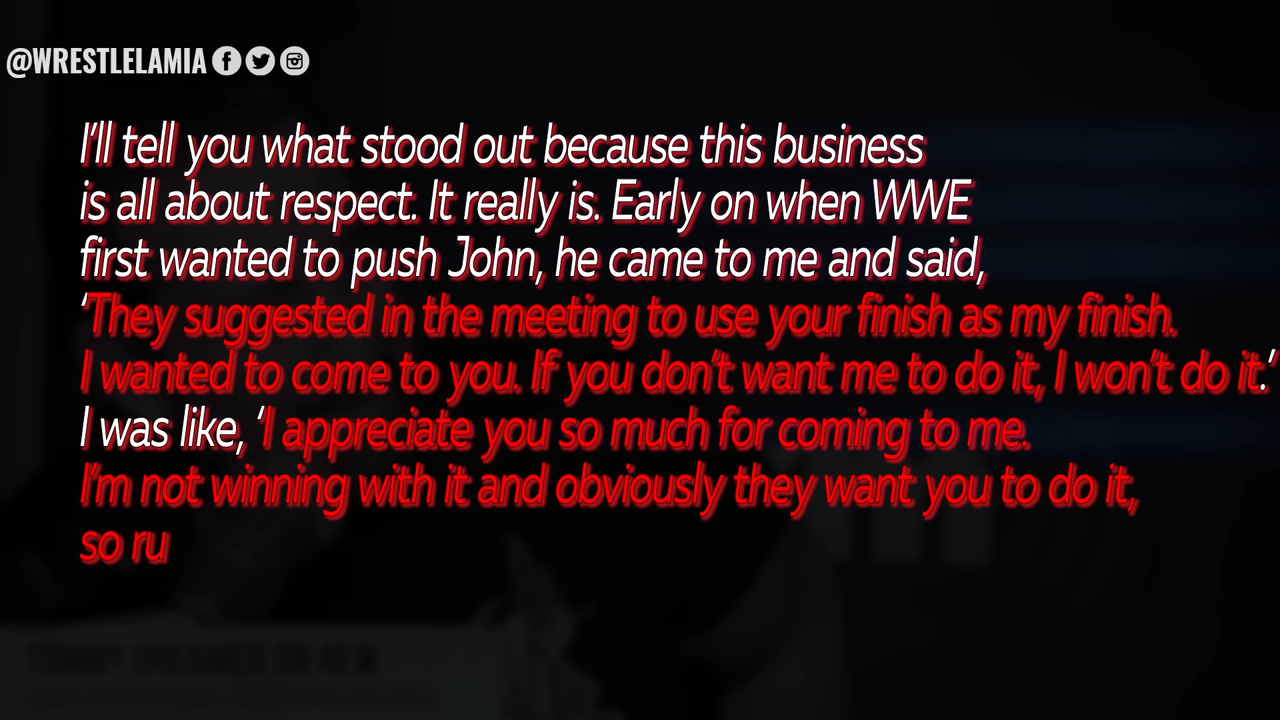 @WRESTLELAMIA
I'll tell you what stood out because this business
is all about respect. It really is. Early on when WWE
first wanted to push John, he came to me and said,
‘They suggested in the meeting to use your finish as my finish.
I wanted to come to you. If you don't want me to do it, I won't do it.’
I was like, ‘I appreciate you so much for coming to me.
I'm not winning with it and obviously they want you to do it,
so ru